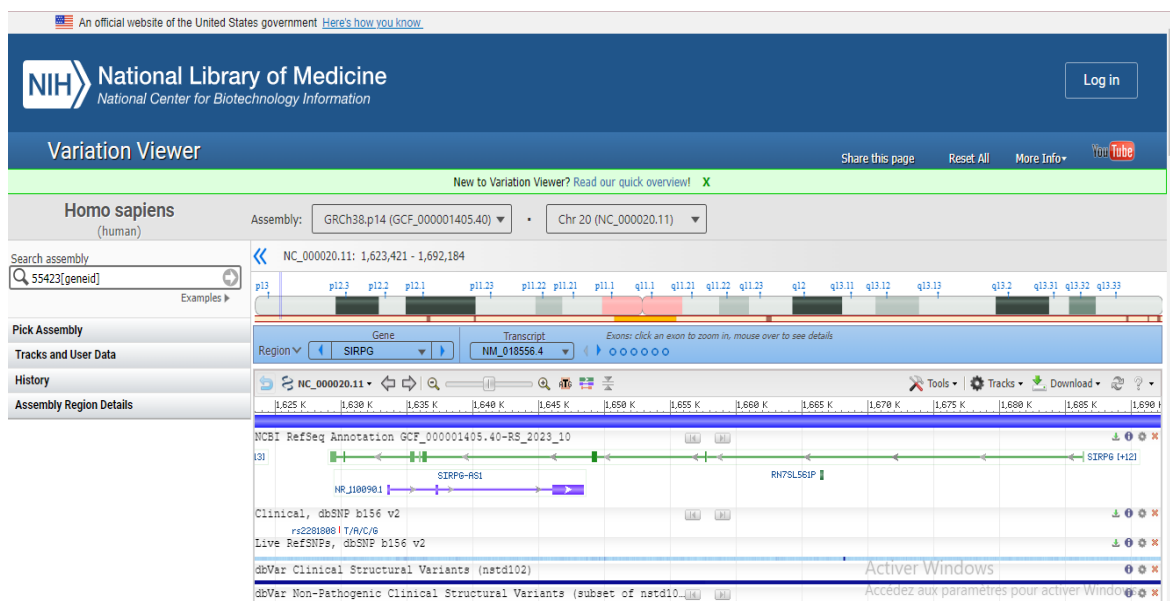 An official website of the United States government Here's how you know
NIH National Library of Medicine
National Center for Biotechnology Information
Log in
Variation Viewer
Share this page Reset All More Info You Tube
New to Variation Viewer? Read our quick overview! X
Homo sapiens
(human)
Assembly: GRCh38.p14 (GCF_000001405.40) • Chr 20 (NC_000020.11)
Search assembly
55423[geneid]
Examples
Pick Assembly
Tracks and User Data
History
Assembly Region Details
NC_000020.11: 1,623,421 - 1,692,184
p13 p12.3 p12.2 p12.1 p11.23 p11.22 p11.21 p11.1 q11.1 q11.21 q11.22 q11.23 q12 q13.11 q13.12 q13.13 q13.2 q13.31 q13.32 q13.33
Gene Transcript Exons: click an exon to zoom in, mouse over to see details
Region SIRPG NM_018556.4
NC_000020.11 Tools Tracks Download ?
1,625 K 1,630 K 1,635 K 1,640 K 1,645 K 1,650 K 1,655 K 1,660 K 1,665 K 1,670 K 1,675 K 1,680 K 1,685 K 1,690 K
NCBI RefSeq Annotation GCF_000001405.40-RS_2023_10
13] SIRPG [+12]
SIRPG-AS1 RN7SL561P
NR_110090.1
Clinical, dbSNP b156 v2
rs2281808 T/A/C/G
Live RefSNPs, dbSNP b156 v2
dbVar Clinical Structural Variants (nstd102)
dbVar Non-Pathogenic Clinical Structural Variants (subset of nstd10…
Activer Windows
Accédez aux paramètres pour activer Windows.